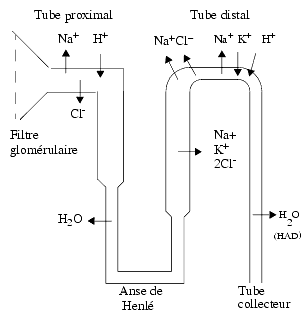 Tube proximal
Tube distal
Na+ H+
Na+Cl– Na+ K+ H+
Cl-
Filtre
glomérulaire
Na+
K+
2Cl-
H2O
H2O
(HAD)
Anse de
Henlé
Tube
collecteur